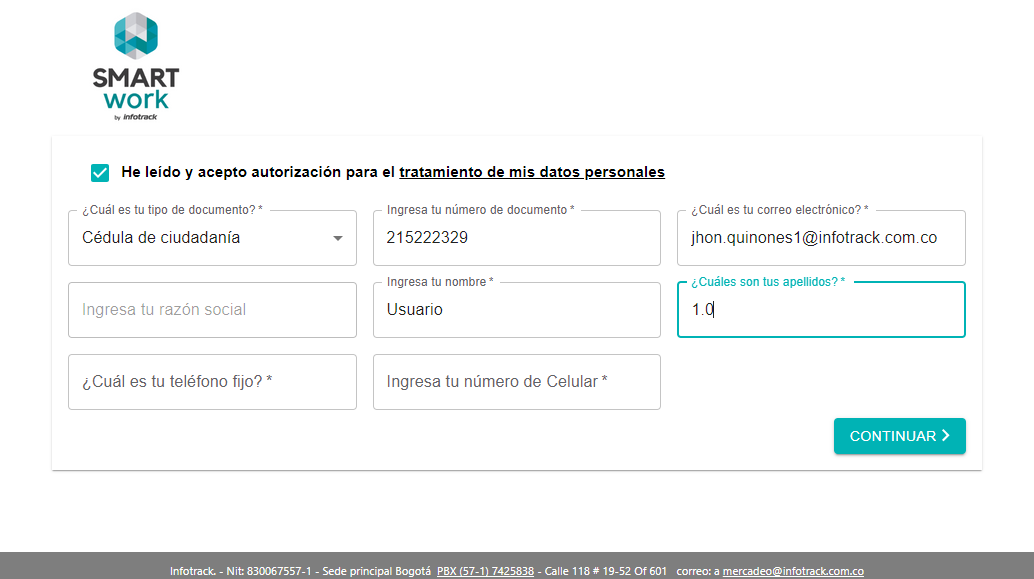 SMART
work
by infotrack
He leído y acepto autorización para el tratamiento de mis datos personales
¿Cuál es tu tipo de documento? *
Cédula de ciudadanía
Ingresa tu número de documento *
215222329
¿Cuál es tu correo electrónico? *
jhon.quinones1@infotrack.com.co
Ingresa tu razón social
Ingresa tu nombre *
Usuario
¿Cuáles son tus apellidos? *
1.0
¿Cuál es tu teléfono fijo? *
Ingresa tu número de Celular *
CONTINUAR
Infotrack. - Nit: 830067557-1 - Sede principal Bogotá PBX (57-1) 7425838 - Calle 118 # 19-52 Of 601 correo: a mercadeo@infotrack.com.co